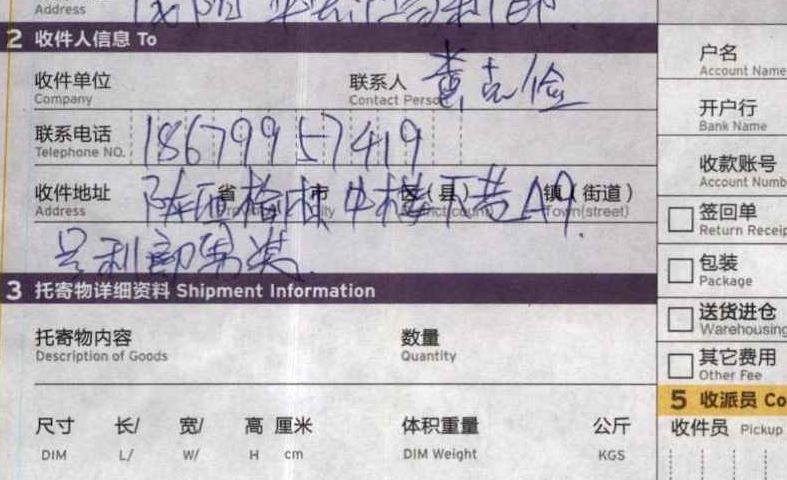 Address
2 收件人信息 To
收件单位 联系人
Company Contact Person
联系电话 18679957419
Telephone NO.
收件地址 陕西 省 市 中楼下 区(县) A9 镇(街道)
Address Province City District county Town(street)
号利郎男装
3 托寄物详细资料 Shipment Information
托寄物内容 数量
Description of Goods Quantity
尺寸 长/ 宽/ 高 厘米 体积重量 公斤
DIM L/ W/ H cm DIM Weight KGS
户名
Account Name
开户行
Bank Name
收款账号
Account Numb
签回单
Return Receip
包装
Package
送货进仓
Warehousing
其它费用
Other Fee
5 收派员 Co
收件员 Pickup